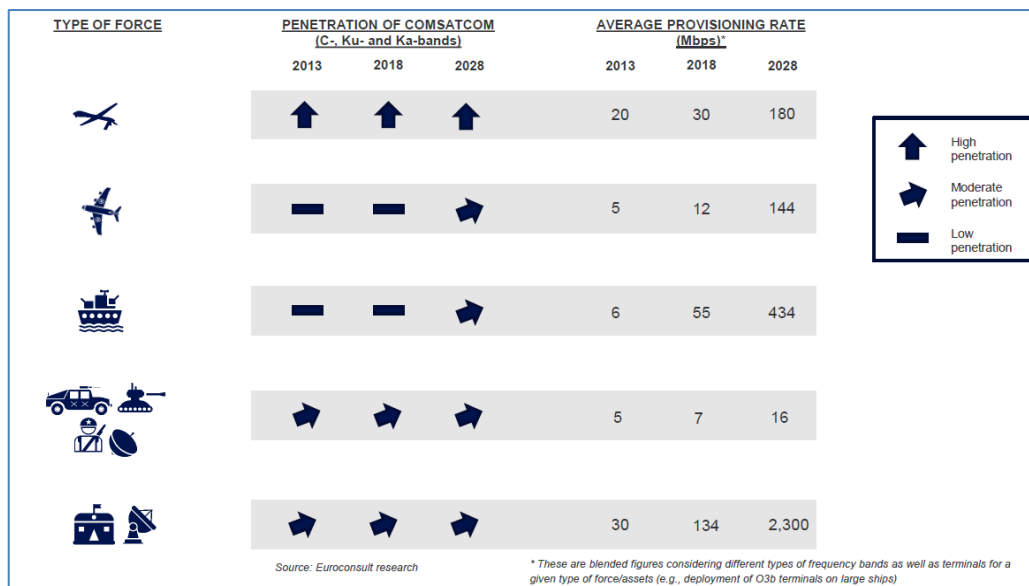 TYPE OF FORCE
PENETRATION OF COMSATCOM
(C-, Ku- and Ka-bands)
AVERAGE PROVISIONING RATE
(Mbps)*
2013 2018 2028
2013 2018 2028
20 30 180
High
penetration
Moderate
penetration
Low
penetration
5 12 144
6 55 434
5 7 16
30 134 2,300
Source: Euroconsult research
* These are blended figures considering different types of frequency bands as well as terminals for a
given type of force/assets (e.g., deployment of O3b terminals on large ships)